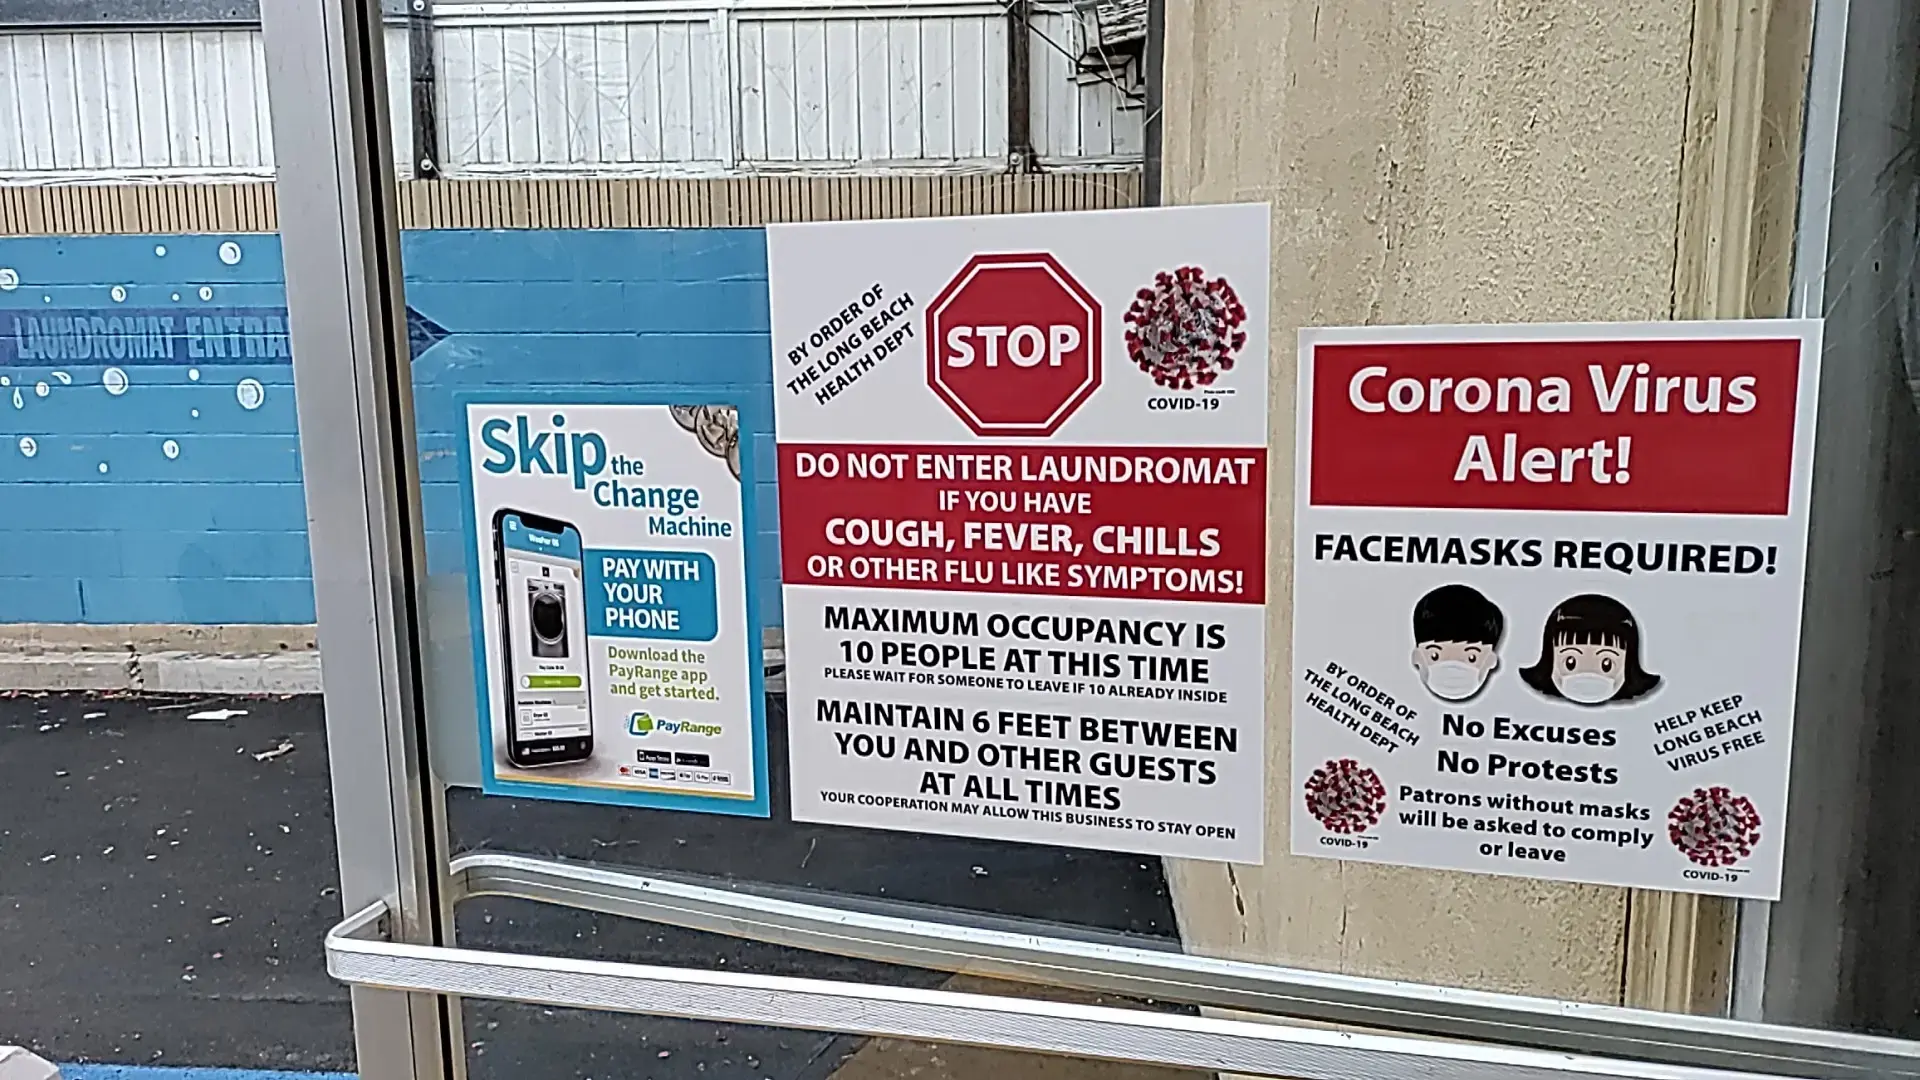 LAUNDROMAT ENTRA
Skip the
Change
Machine
PAY WITH
YOUR
PHONE
Download the
PayRange app
and get started.
PayRange
BY ORDER OF
THE LONG BEACH
HEALTH DEPT
STOP
COVID-19
DO NOT ENTER LAUNDROMAT
IF YOU HAVE
COUGH, FEVER, CHILLS
OR OTHER FLU LIKE SYMPTOMS!
MAXIMUM OCCUPANCY IS
10 PEOPLE AT THIS TIME
PLEASE WAIT FOR SOMEONE TO LEAVE IF 10 ALREADY INSIDE
MAINTAIN 6 FEET BETWEEN
YOU AND OTHER GUESTS
AT ALL TIMES
YOUR COOPERATION MAY ALLOW THIS BUSINESS TO STAY OPEN
Corona Virus
Alert!
FACEMASKS REQUIRED!
BY ORDER OF
THE LONG BEACH
HEALTH DEPT
No Excuses
No Protests
HELP KEEP
LONG BEACH
VIRUS FREE
Patrons without masks
will be asked to comply
or leave
COVID-19
COVID-19